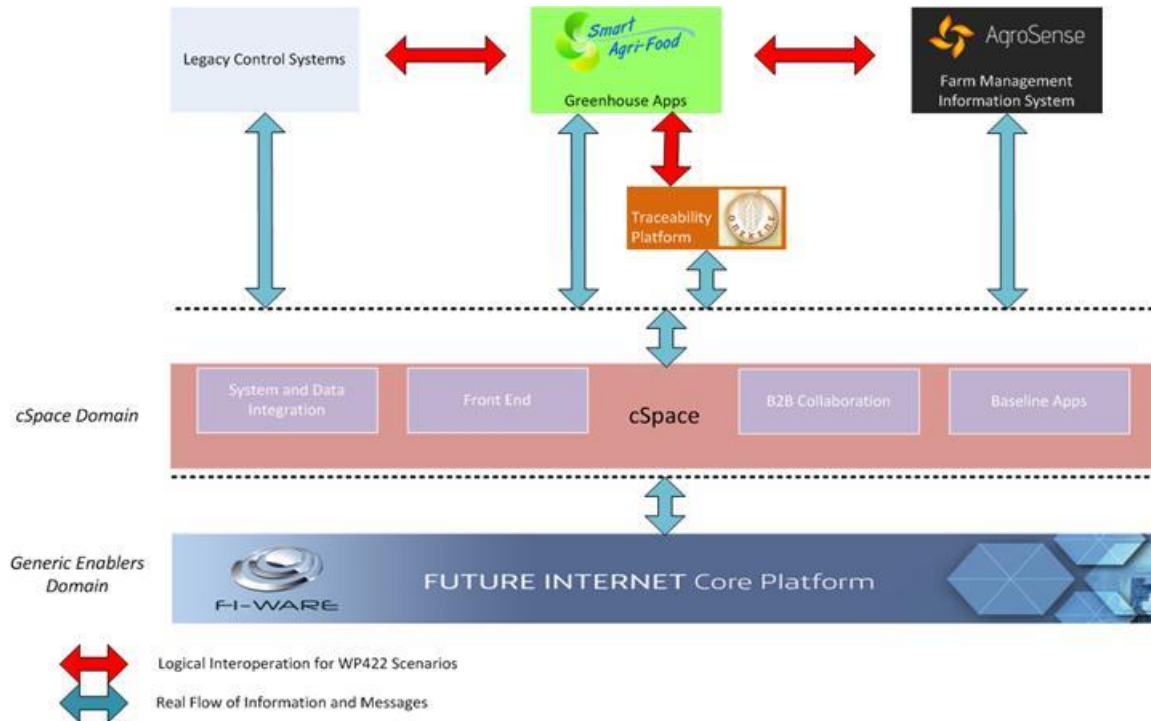 Legacy Control Systems
Smart
Agri-Food
Greenhouse Apps
AgroSense
Farm Management
Information System
Traceability
Platform
cSpace Domain
System and Data
Integration
Front End
cSpace
B2B Collaboration
Baseline Apps
Generic Enablers
Domain
FI-WARE
FUTURE INTERNET Core Platform
Logical Interoperation for WP422 Scenarios
Real Flow of Information and Messages